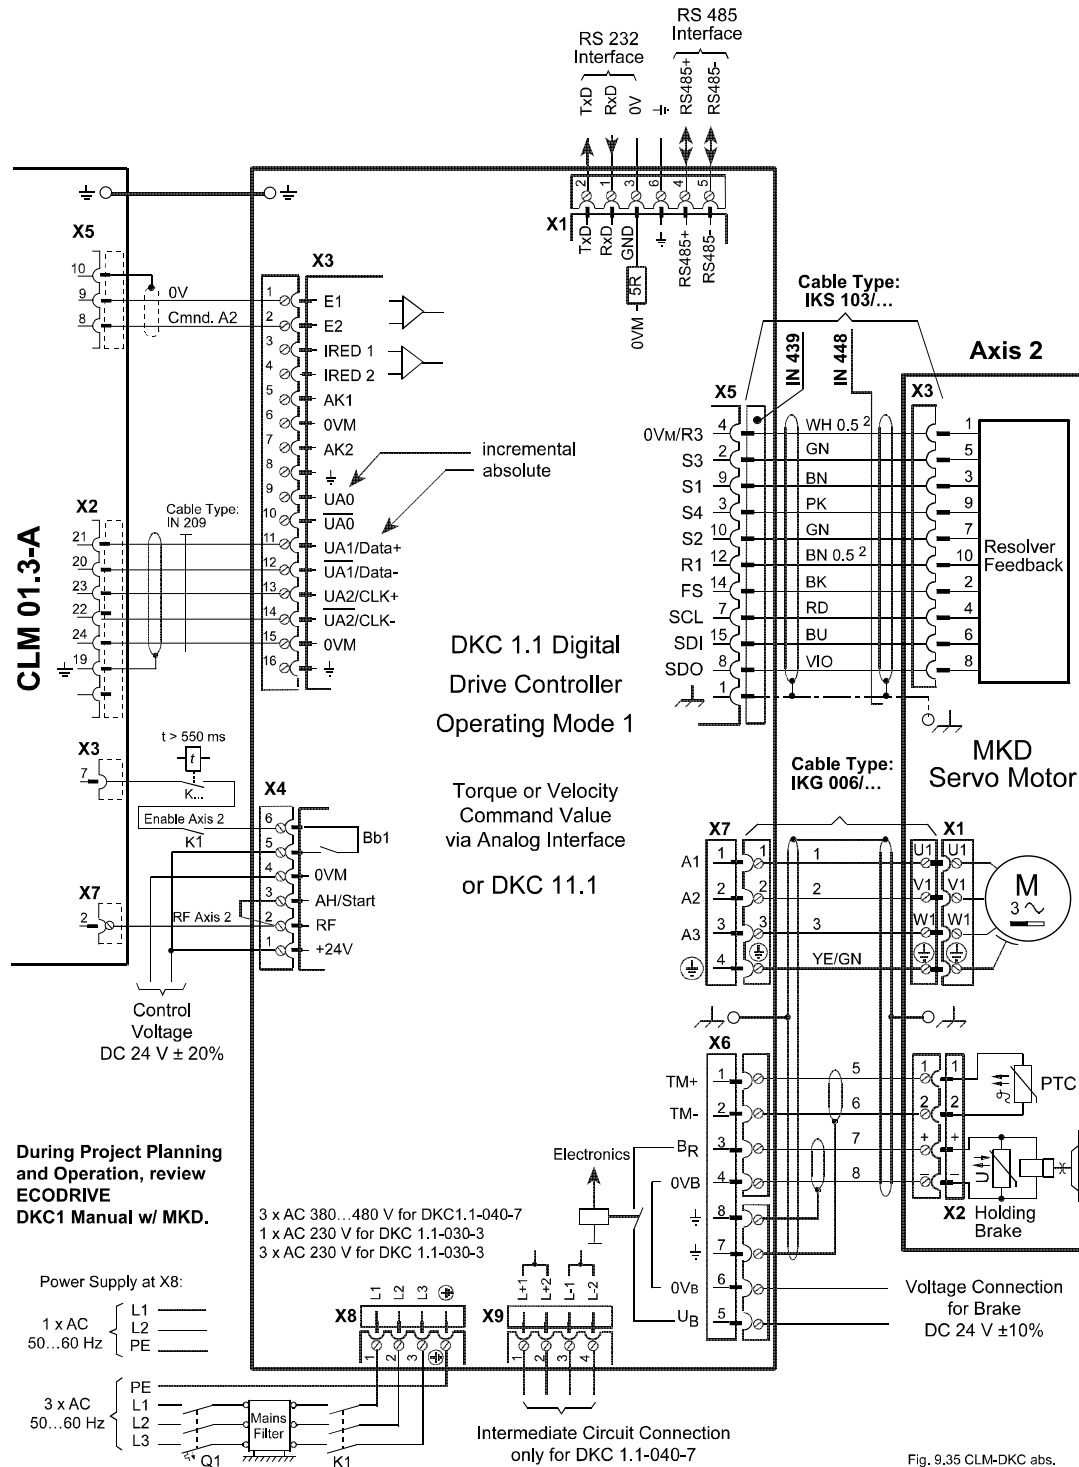 RS 485
Interface
RS 232
Interface
TxD
RxD
0V
RS485+
RS485-
2
1
3
6
4
5
X1
TxD
RxD
GND
RS485+
RS485-
5R
0VM
CLM 01.3-A
X5
10
9
8
0V
Cmnd. A2
X3
1 E1
2 E2
3 IRED 1
4 IRED 2
5 AK1
6 0VM
7 AK2
8
9 UA0
10 UA0
11 UA1/Data+
12 UA1/Data-
13 UA2/CLK+
14 UA2/CLK-
15 0VM
16
incremental
absolute
X2
21
20
23
22
24
19
Cable Type:
IN 209
X3
7
t > 550 ms
t
K...
Enable Axis 2
K1
X4
6
5
Bb1
4 0VM
3 AH/Start
2 RF
1 +24V
X7
2
RF Axis 2
Control
Voltage
DC 24 V ± 20%
DKC 1.1 Digital
Drive Controller
Operating Mode 1
Torque or Velocity
Command Value
via Analog Interface
or DKC 11.1
Cable Type:
IKS 103/...
IN 439
IN 448
Axis 2
X5
X3
0VM/R3 4 WH 0.5 2 1
S3 2 GN 5
S1 9 BN 3
S4 3 PK 9
S2 10 GN 7
R1 12 BN 0.5 2 10
FS 14 BK 2
SCL 7 RD 4
SDI 15 BU 6
SDO 8 VIO 8
1
Resolver
Feedback
MKD
Servo Motor
Cable Type:
IKG 006/...
X7
X1
A1 1 1 1 U1 U1
A2 2 2 2 V1 V1
A3 3 3 3 W1 W1
4 YE/GN
M
3
X6
TM+ 1 5 1 1
TM- 2 6 2 2
BR 3 7 + +
0VB 4 8 – –
8
7
0VB 6
UB 5
PTC
ϑ
U
X2 Holding
Brake
Voltage Connection
for Brake
DC 24 V ±10%
Electronics
During Project Planning
and Operation, review
ECODRIVE
DKC1 Manual w/ MKD.
3 x AC 380...480 V for DKC1.1-040-7
1 x AC 230 V for DKC 1.1-030-3
3 x AC 230 V for DKC 1.1-030-3
Power Supply at X8:
1 x AC
50...60 Hz
L1
L2
PE
3 x AC
50...60 Hz
PE
L1
L2
L3
Q1
Mains
Filter
K1
X8
L1
L2
L3
1
2
3
X9
L+1
L+2
L-1
L-2
1
2
3
4
Intermediate Circuit Connection
only for DKC 1.1-040-7
Fig. 9.35 CLM-DKC abs.